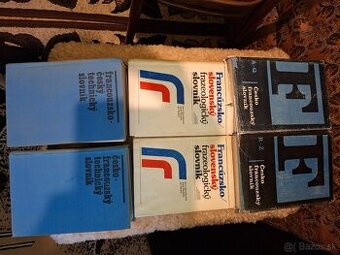 francouzsko-
český
technický
slovník
Francúzsko
slovenský
frazeologický
slovník
A-O
Česko
francouzský
slovník
F
česko-
francouzský
technický
slovník
Francúzsko
slovenský
frazeologický
slovník
P-Ž
Česko
francouzský
slovník
F
Bazos.sk